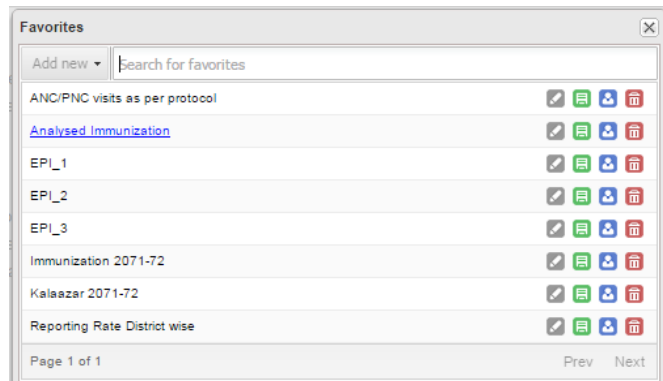 Favorites
Add new
Search for favorites
ANC/PNC visits as per protocol
Analysed Immunization
EPI_1
EPI_2
EPI_3
Immunization 2071-72
Kalaazar 2071-72
Reporting Rate District wise
Page 1 of 1
Prev Next